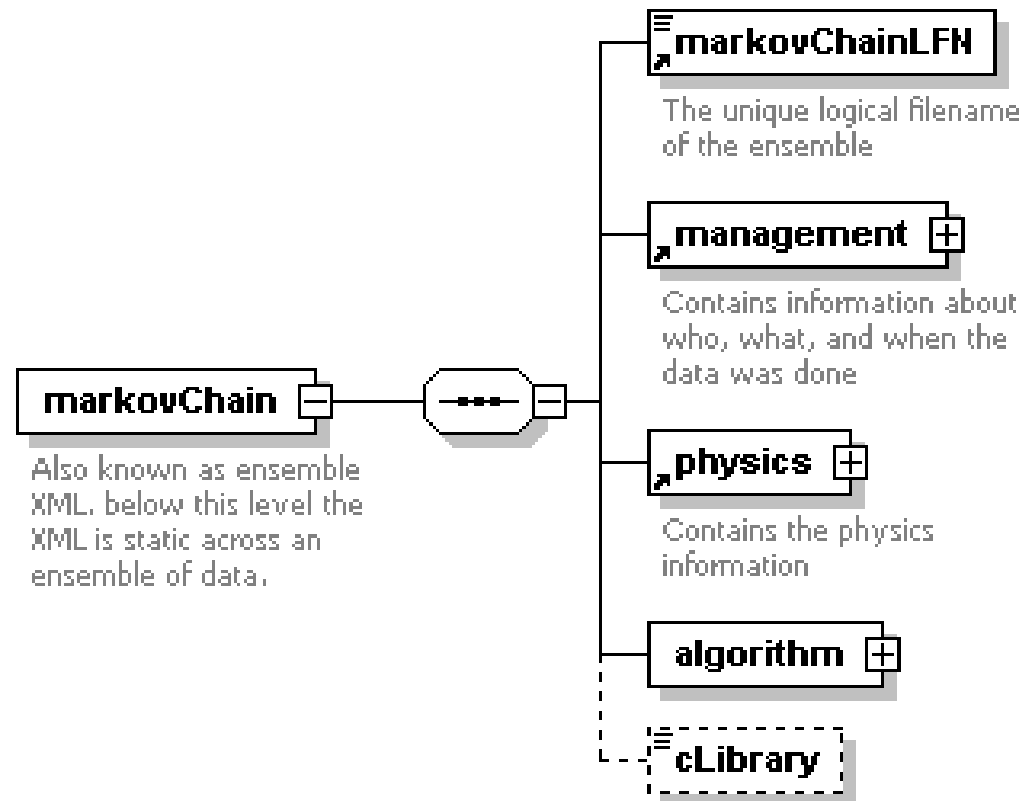 markovChainLFN
The unique logical filename
of the ensemble
management
Contains information about
who, what, and when the
data was done
markovChain
Also known as ensemble
XML. below this level the
XML is static across an
ensemble of data.
physics
Contains the physics
information
algorithm
cLibrary